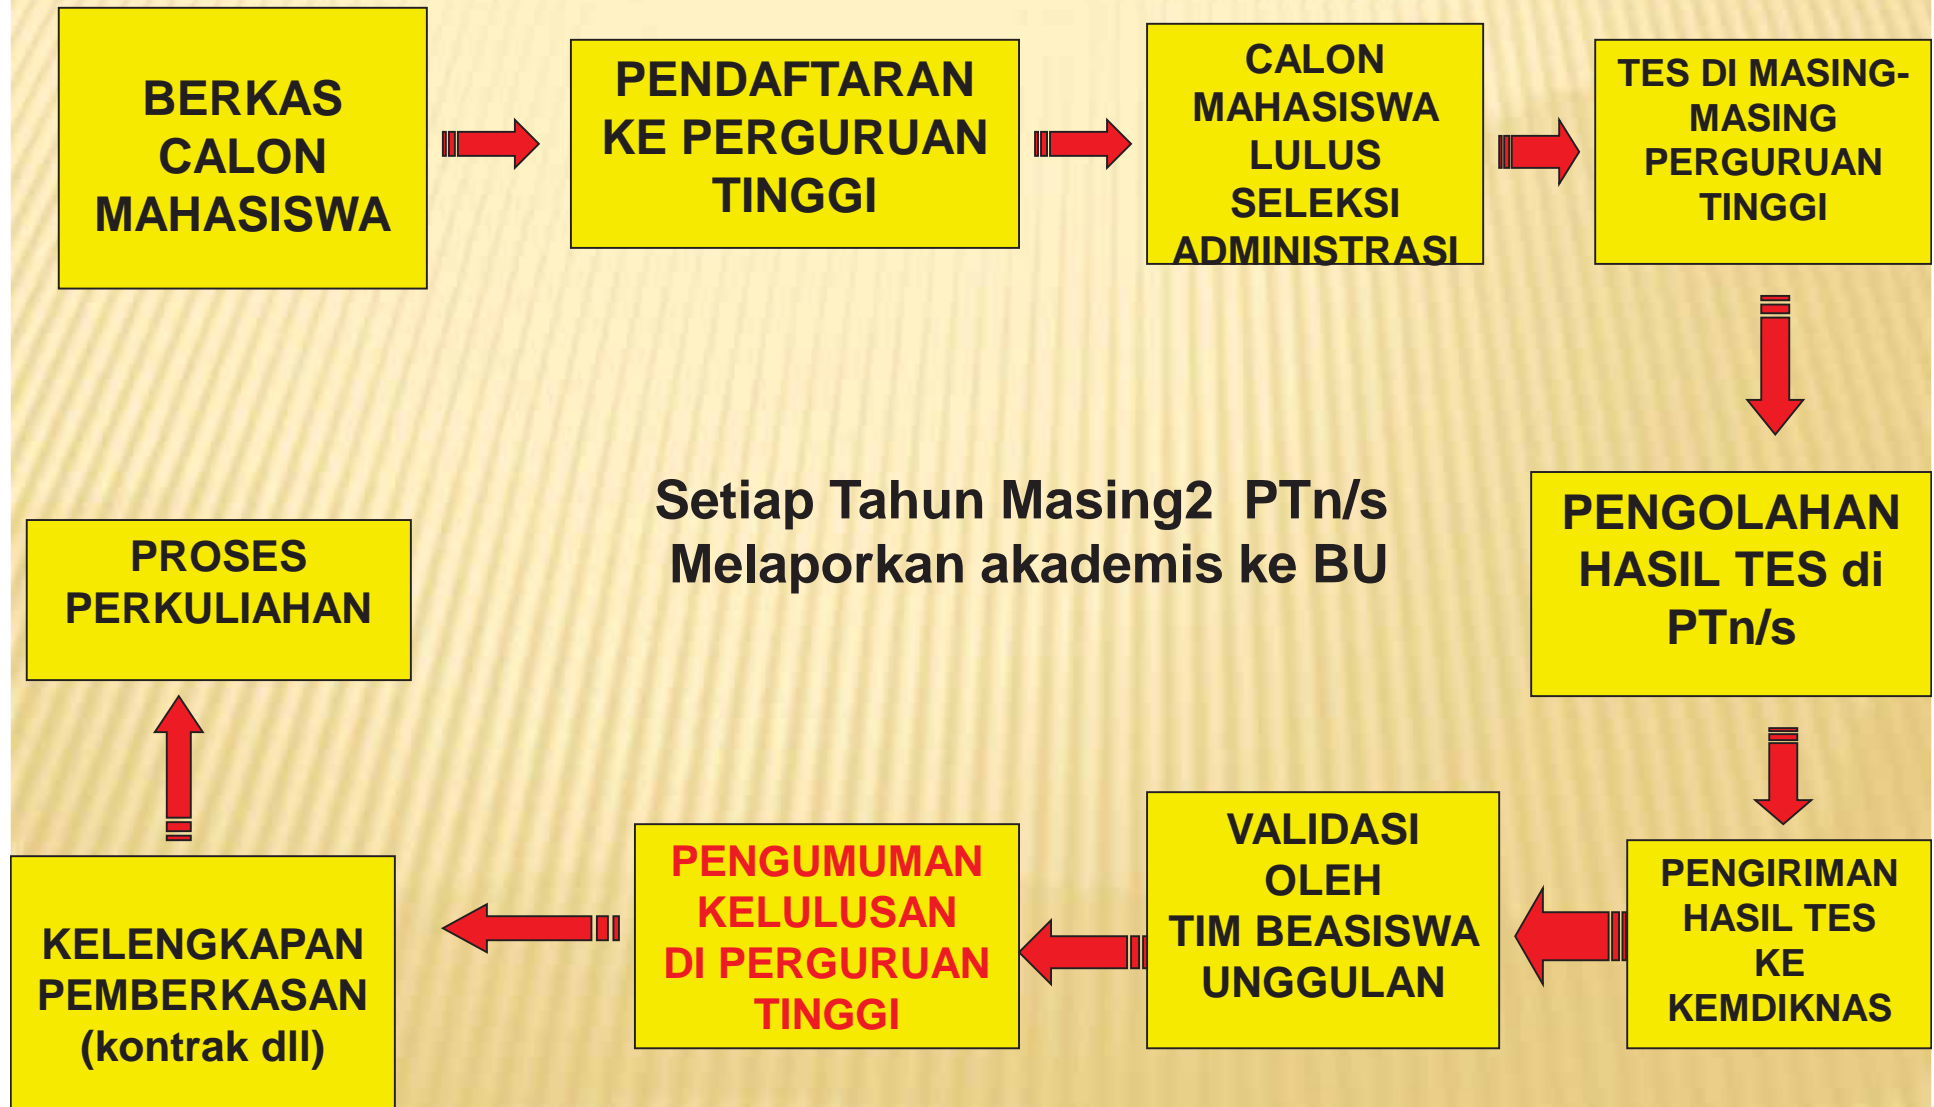 BERKAS
CALON
MAHASISWA
PENDAFTARAN
KE PERGURUAN
TINGGI
CALON
MAHASISWA
LULUS
SELEKSI
ADMINISTRASI
TES DI MASING-
MASING
PERGURUAN
TINGGI
PENGOLAHAN
HASIL TES di
PTn/s
PENGIRIMAN
HASIL TES
KE
KEMDIKNAS
VALIDASI
OLEH
TIM BEASISWA
UNGGULAN
PENGUMUMAN
KELULUSAN
DI PERGURUAN
TINGGI
KELENGKAPAN
PEMBERKASAN
(kontrak dll)
PROSES
PERKULIAHAN
Setiap Tahun Masing2 PTn/s
Melaporkan akademis ke BU